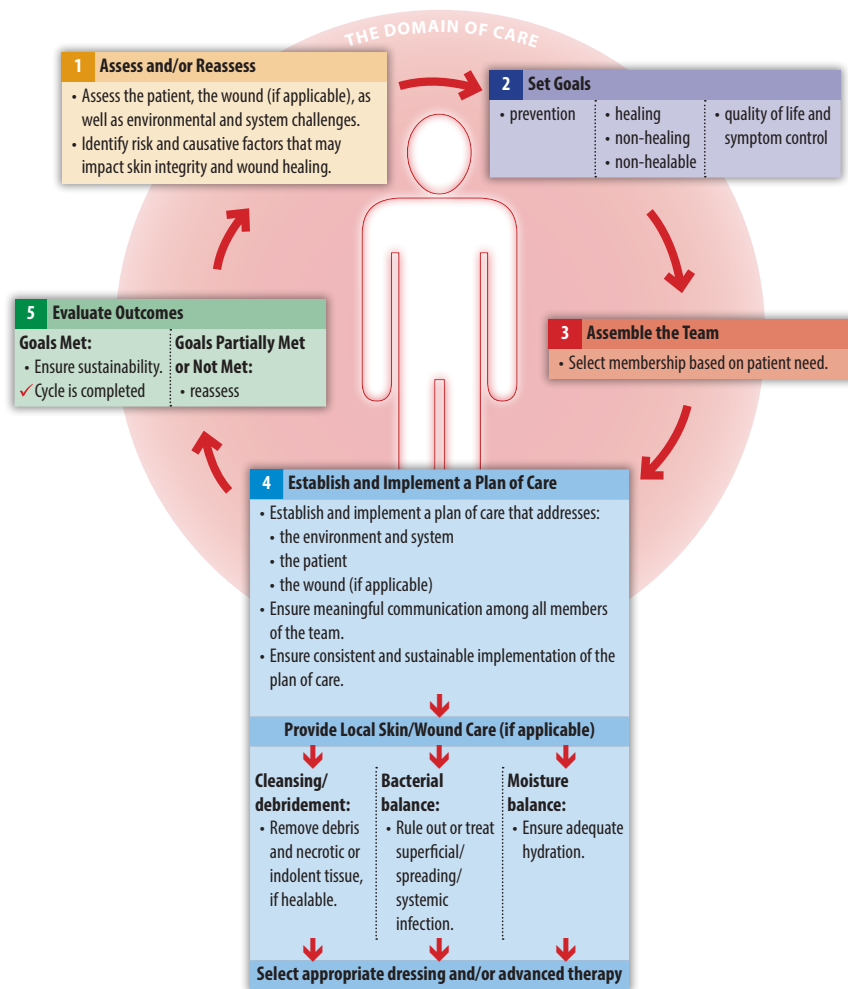 THE DOMAIN OF CARE
1 Assess and/or Reassess
• Assess the patient, the wound (if applicable), as
well as environmental and system challenges.
• Identify risk and causative factors that may
impact skin integrity and wound healing.
2 Set Goals
• prevention
• healing
• non-healing
• non-healable
• quality of life and
symptom control
3 Assemble the Team
• Select membership based on patient need.
4 Establish and Implement a Plan of Care
• Establish and implement a plan of care that addresses:
• the environment and system
• the patient
• the wound (if applicable)
• Ensure meaningful communication among all members
of the team.
• Ensure consistent and sustainable implementation of the
plan of care.
Provide Local Skin/Wound Care (if applicable)
Cleansing/
debridement:
• Remove debris
and necrotic or
indolent tissue,
if healable.
Bacterial
balance:
• Rule out or treat
superficial/
spreading/
systemic
infection.
Moisture
balance:
• Ensure adequate
hydration.
Select appropriate dressing and/or advanced therapy
5 Evaluate Outcomes
Goals Met:
• Ensure sustainability.
✓ Cycle is completed
Goals Partially Met
or Not Met:
• reassess